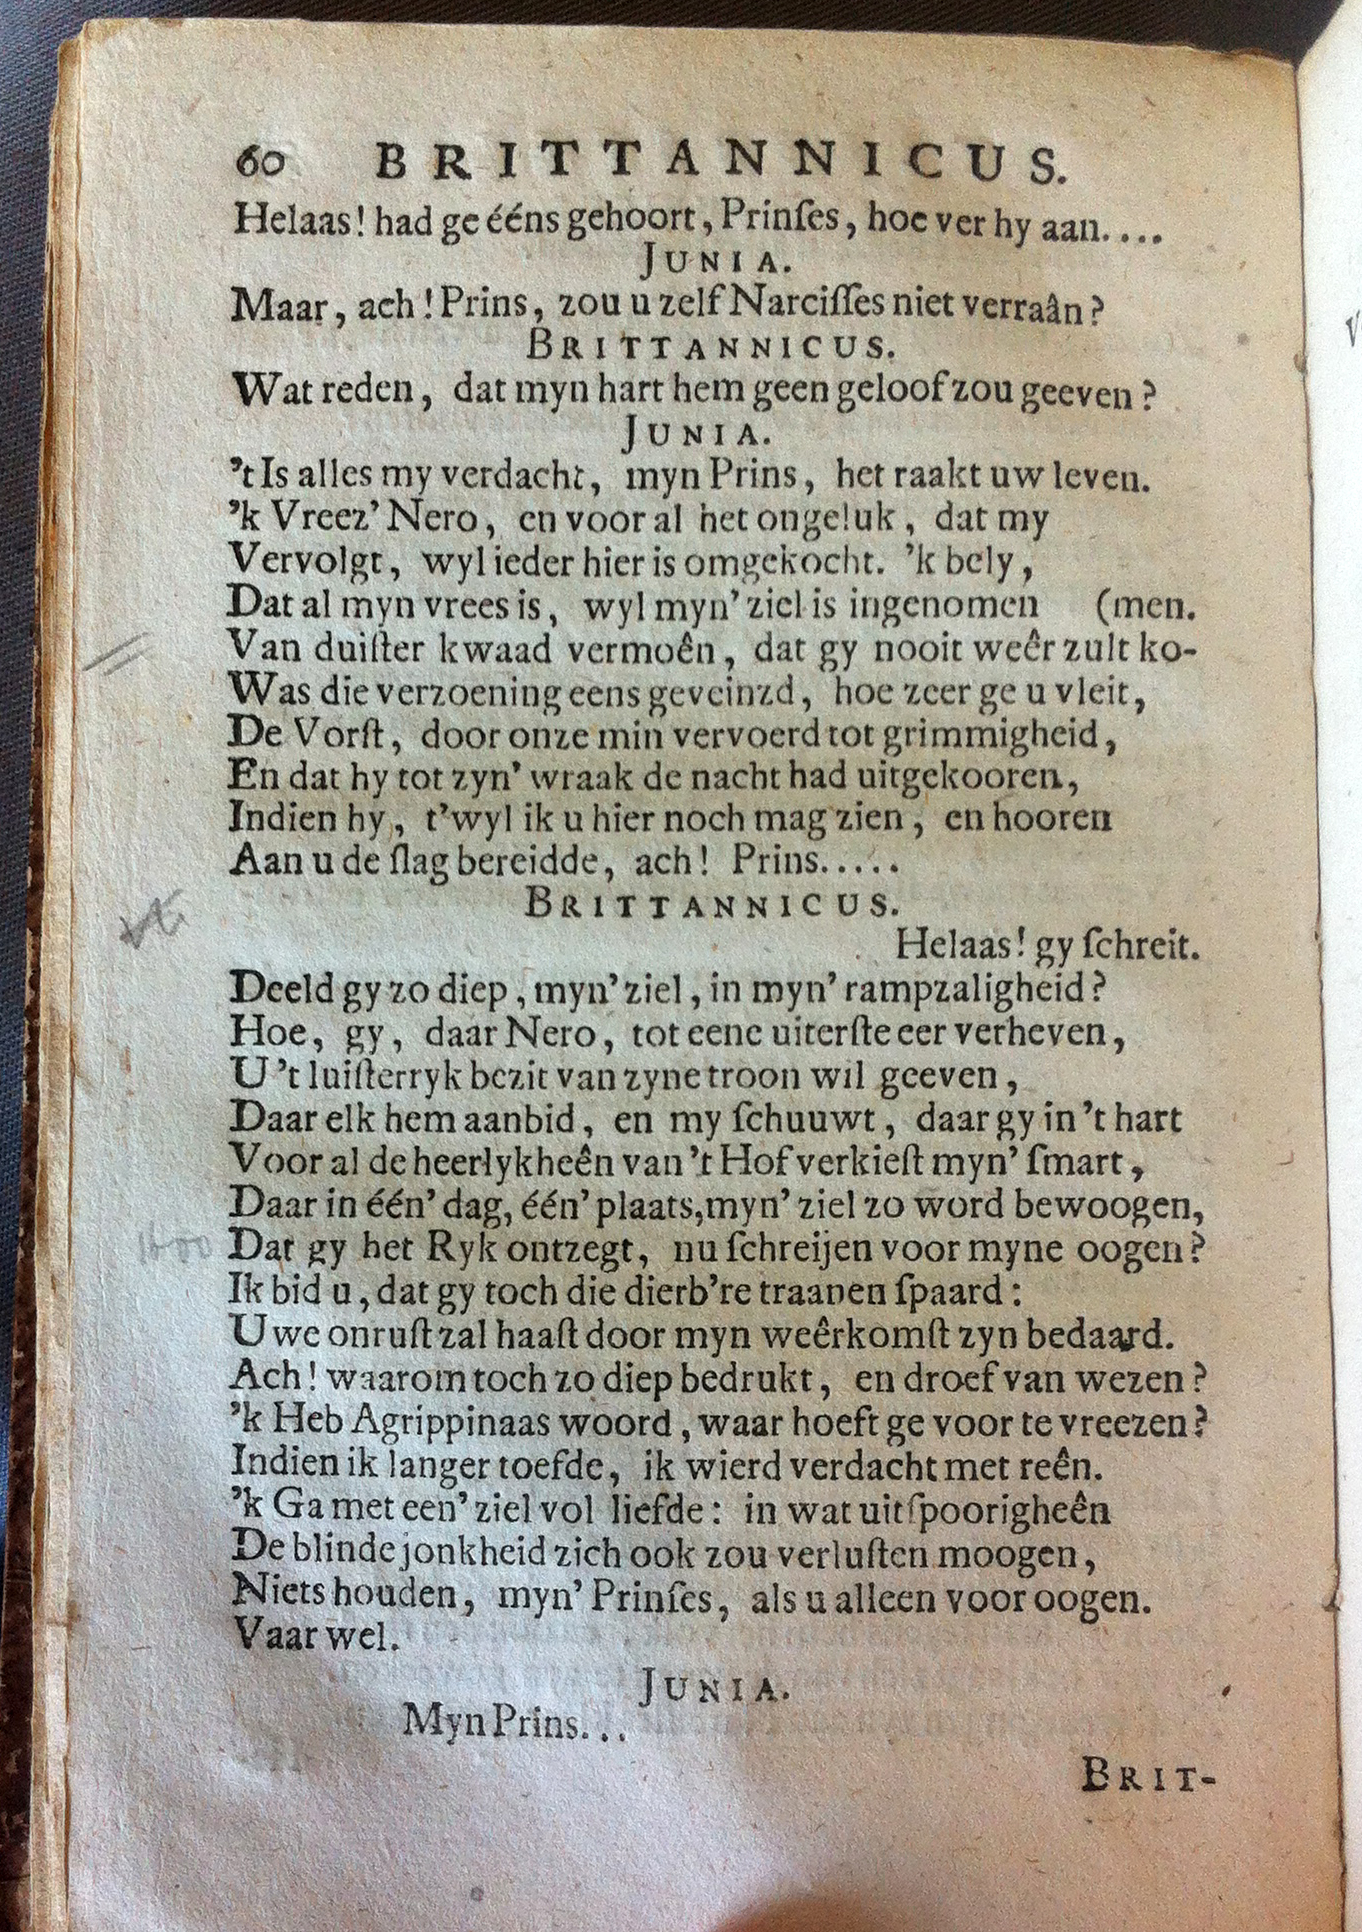 60 BRITTANNICUS.
Helaas! had ge ééns gehoort, Prinſes, hoe ver hy aan....
JUNIA.
Maar, ach! Prins, zou u zelf Narciſſes niet verraân?
BRITTANNICUS.
Wat reden, dat myn hart hem geen geloof zou geeven?
JUNIA.
't Is alles my verdacht, myn Prins, het raakt uw leven.
'k Vreez' Nero, en voor al het ongeluk, dat my
Vervolgt, wyl ieder hier is omgekocht. 'k bely,
Dat al myn vrees is, wyl myn' ziel is ingenomen (men.
Van duiſter kwaad vermoên, dat gy nooit weêr zult ko-
Was die verzoening eens geveinzd, hoe zeer ge u vleit,
De Vorſt, door onze min vervoerd tot grimmigheid,
En dat hy tot zyn' wraak de nacht had uitgekooren,
Indien hy, t'wyl ik u hier noch mag zien, en hooren
Aan u de ſlag bereidde, ach! Prins.....
BRITTANNICUS.
Helaas! gy ſchreit.
Deeld gy zo diep, myn' ziel, in myn' rampzaligheid?
Hoe, gy, daar Nero, tot eene uiterſte eer verheven,
U 't luiſterryk bezit van zyne troon wil geeven,
Daar elk hem aanbid, en my ſchuuwt, daar gy in 't hart
Voor al de heerlykheên van 't Hof verkieſt myn' ſmart,
Daar in één' dag, één' plaats, myn' ziel zo word bewoogen,
Dat gy het Ryk ontzegt, nu ſchreijen voor myne oogen?
Ik bid u, dat gy toch die dierb're traanen ſpaard:
Uwe onruſt zal haaſt door myn weêrkomſt zyn bedaard.
Ach! waarom toch zo diep bedrukt, en droef van wezen?
'k Heb Agrippinaas woord, waar hoeft ge voor te vreezen?
Indien ik langer toefde, ik wierd verdacht met reên.
'k Ga met een' ziel vol liefde: in wat uitſpoorigheên
De blinde jonkheid zich ook zou verluſten moogen,
Niets houden, myn' Prinſes, als u alleen voor oogen.
Vaar wel.
JUNIA.
Myn Prins...
BRIT-